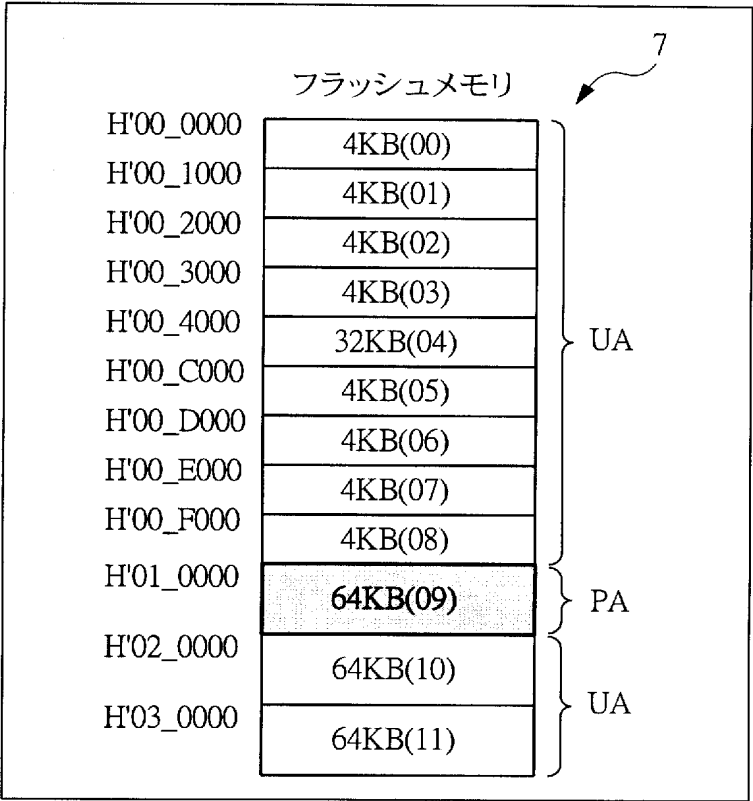 7
フラッシュメモリ
H'00_0000
4KB(00)
H'00_1000
4KB(01)
H'00_2000
4KB(02)
H'00_3000
4KB(03)
H'00_4000
32KB(04)
UA
H'00_C000
4KB(05)
H'00_D000
4KB(06)
H'00_E000
4KB(07)
H'00_F000
4KB(08)
H'01_0000
64KB(09)
PA
H'02_0000
64KB(10)
UA
H'03_0000
64KB(11)